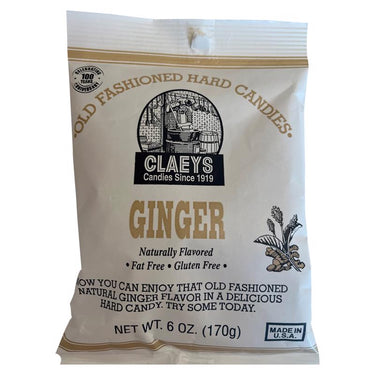 CELEBRATING
100
YEARS
ANNIVERSARY
OLD FASHIONED HARD CANDIES•
CLAEYS
Candies Since 1919
GINGER
Naturally Flavored
• Fat Free • Gluten Free •
OW YOU CAN ENJOY THAT OLD FASHIONED
NATURAL GINGER FLAVOR IN A DELICIOUS
HARD CANDY. TRY SOME TODAY.
NET WT. 6 OZ. (170g)
MADE IN
U.S.A.